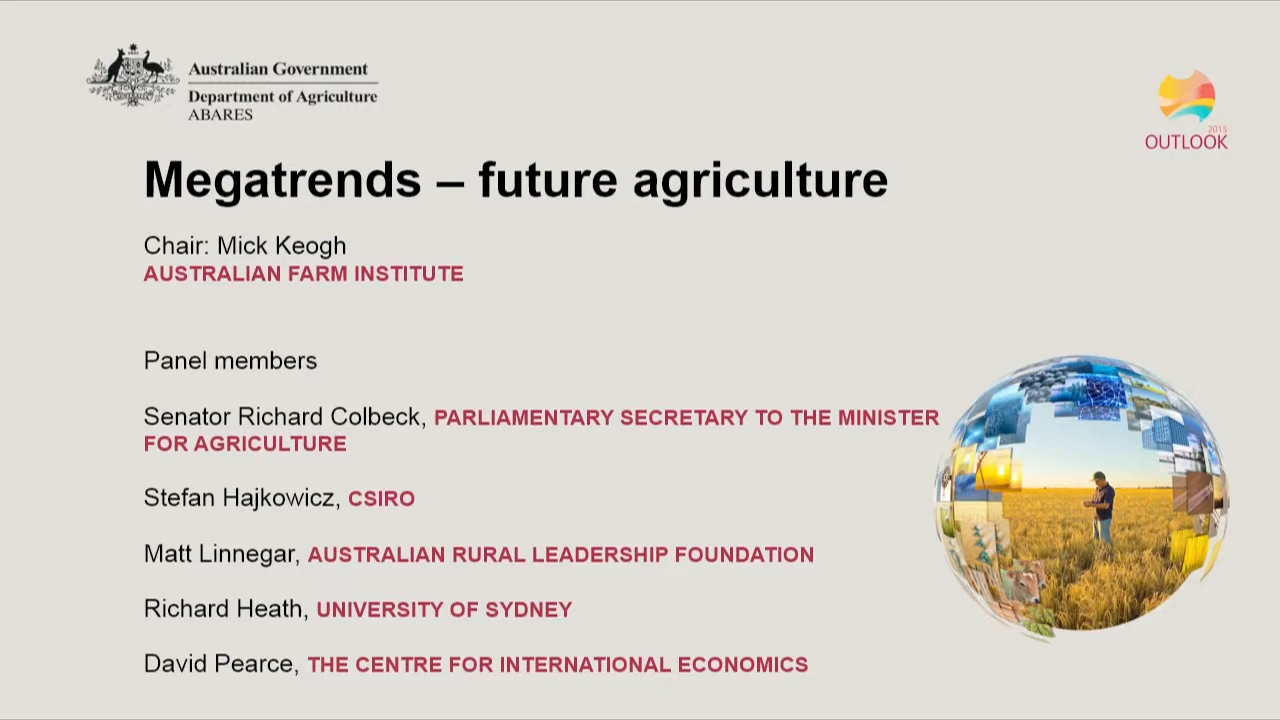 Australian Government
Department of Agriculture
ABARES
2015
OUTLOOK
Megatrends – future agriculture
Chair: Mick Keogh
AUSTRALIAN FARM INSTITUTE
Panel members
Senator Richard Colbeck, PARLIAMENTARY SECRETARY TO THE MINISTER
FOR AGRICULTURE
Stefan Hajkowicz, CSIRO
Matt Linnegar, AUSTRALIAN RURAL LEADERSHIP FOUNDATION
Richard Heath, UNIVERSITY OF SYDNEY
David Pearce, THE CENTRE FOR INTERNATIONAL ECONOMICS